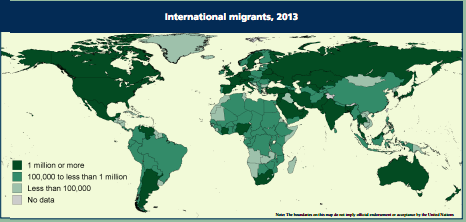 International migrants, 2013
1 million or more
100,000 to less than 1 million
Less than 100,000
No data
Note: The boundaries on this map do not imply official endorsement or acceptance by the United Nations